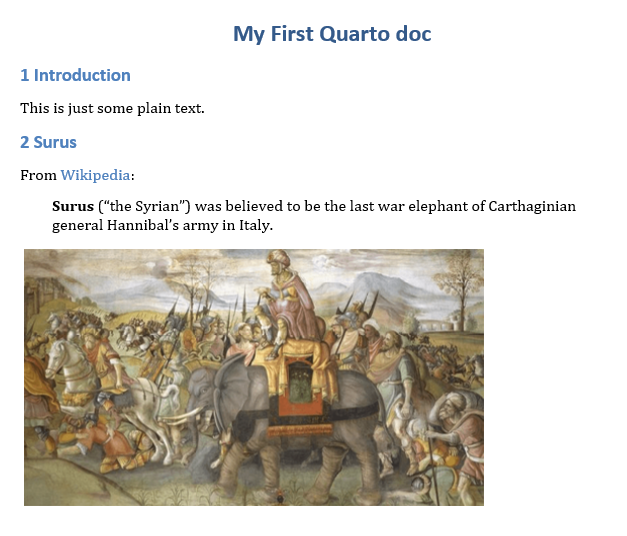 My First Quarto doc
1 Introduction
This is just some plain text.
2 Surus
From Wikipedia:
Surus (“the Syrian”) was believed to be the last war elephant of Carthaginian
general Hannibal’s army in Italy.